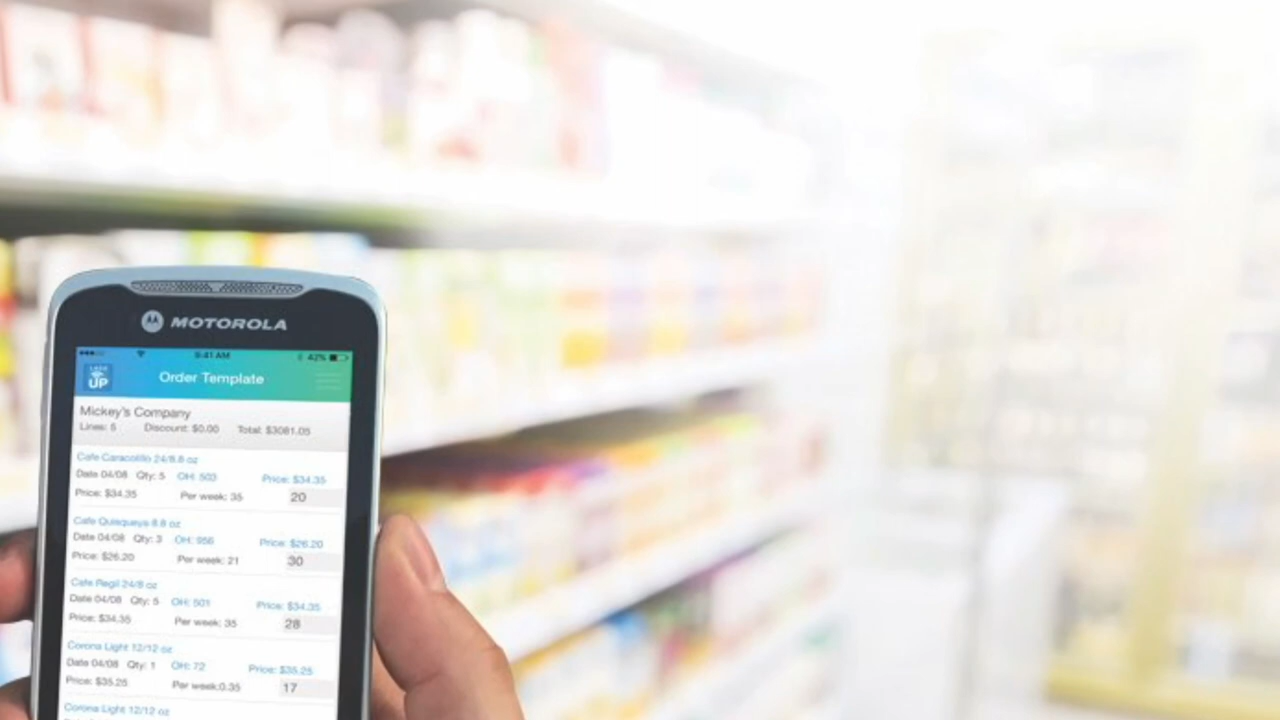 MOTOROLA
9:41 AM 42%
UP
Order Template
Mickey's Company
Lines: 5 Discount: $0.00 Total: $3081.05
Cafe Caracolillo 24/8.8 oz
Date 04/08 Qty: 5 OH: 503 Price: $34.35
Price: $34.35 Per week: 35 20
Cafe Quisqueya 8.8 oz
Date 04/08 Qty: 3 OH: 956 Price: $26.20
Price: $26.20 Per week: 21 30
Cafe Regil 24/8 oz
Date 04/08 Qty: 5 OH: 501 Price: $34.35
Price: $34.35 Per week: 35 28
Corona Light 12/12 oz
Date 04/08 Qty: 1 OH: 72 Price: $35.25
Price: $35.25 Per week:0.35 17
Corona Light 12/12 oz